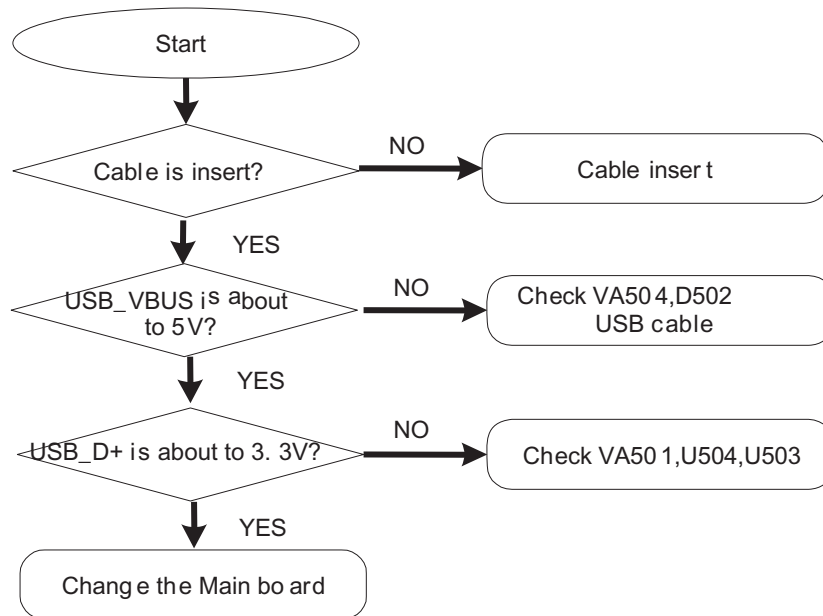 Start
Cable is insert?
NO
Cable insert
YES
USB_VBUS is about
to 5V?
NO
Check VA504,D502
USB cable
YES
USB_D+ is about to 3.3V?
NO
Check VA501,U504,U503
YES
Change the Main board